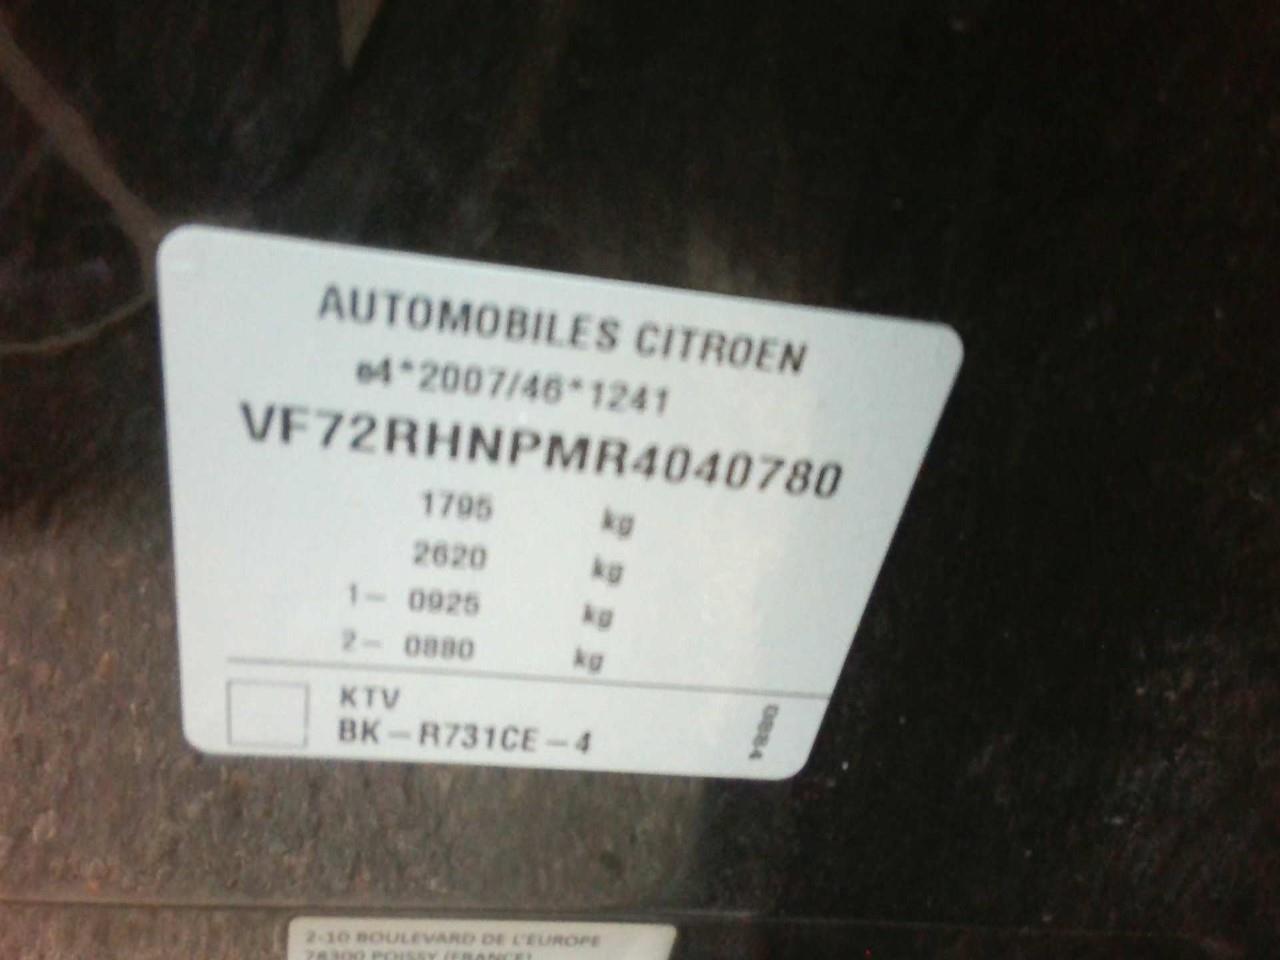 AUTOMOBILES CITROEN
e4*2007/46*1241
VF72RHNPMR4040780
1795 kg
2620 kg
1- 0925 kg
2- 0880 kg
KTV
BK-R731CE-4
0884
2-10 BOULEVARD DE L'EUROPE
78300 POISSY (FRANCE)